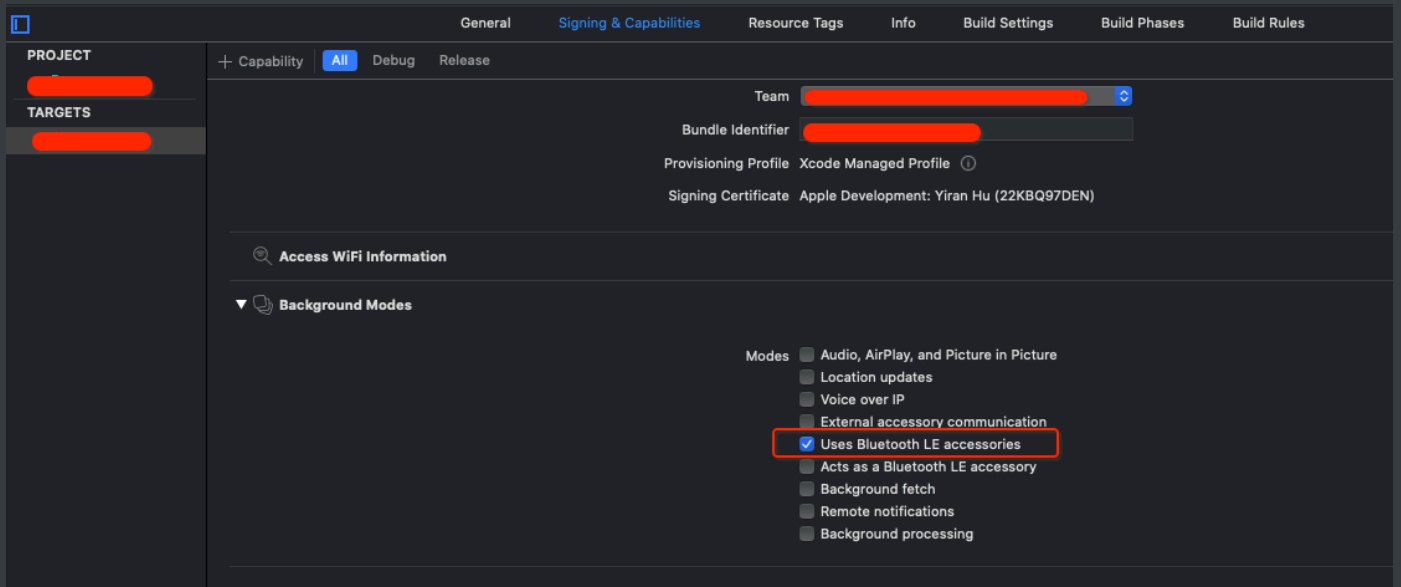 General Signing & Capabilities Resource Tags Info Build Settings Build Phases Build Rules
PROJECT
+ Capability All Debug Release
TARGETS
Team
Bundle Identifier
Provisioning Profile Xcode Managed Profile
Signing Certificate Apple Development: Yiran Hu (22KBQ97DEN)
Access WiFi Information
Background Modes
Modes Audio, AirPlay, and Picture in Picture
Location updates
Voice over IP
External accessory communication
Uses Bluetooth LE accessories
Acts as a Bluetooth LE accessory
Background fetch
Remote notifications
Background processing